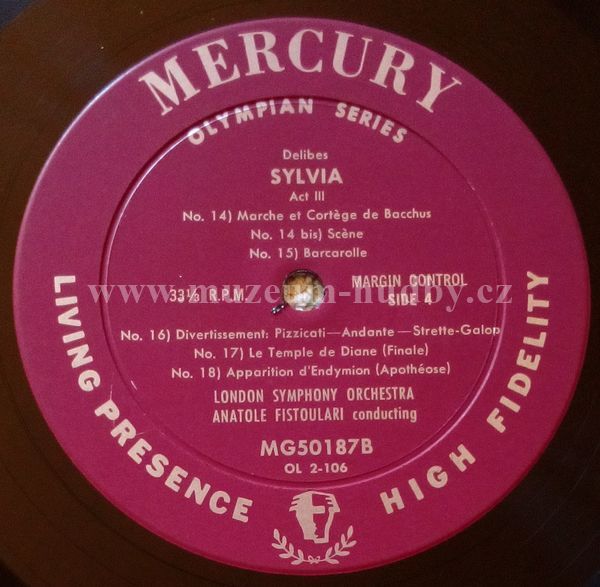 MERCURY
OLYMPIAN SERIES
Delibes
SYLVIA
Act III
No. 14) Marche et Cortège de Bacchus
No. 14 bis) Scène
No. 15) Barcarolle
33⅓ R.P.M.
MARGIN CONTROL
SIDE 4
www.muzeum-hudby.cz
No. 16) Divertissement: Pizzicati—Andante—Strette-Galop
No. 17) Le Temple de Diane (Finale)
No. 18) Apparition d'Endymion (Apothéose)
LONDON SYMPHONY ORCHESTRA
ANATOLE FISTOULARI conducting
MG50187B
OL 2-106
LIVING PRESENCE
HIGH FIDELITY